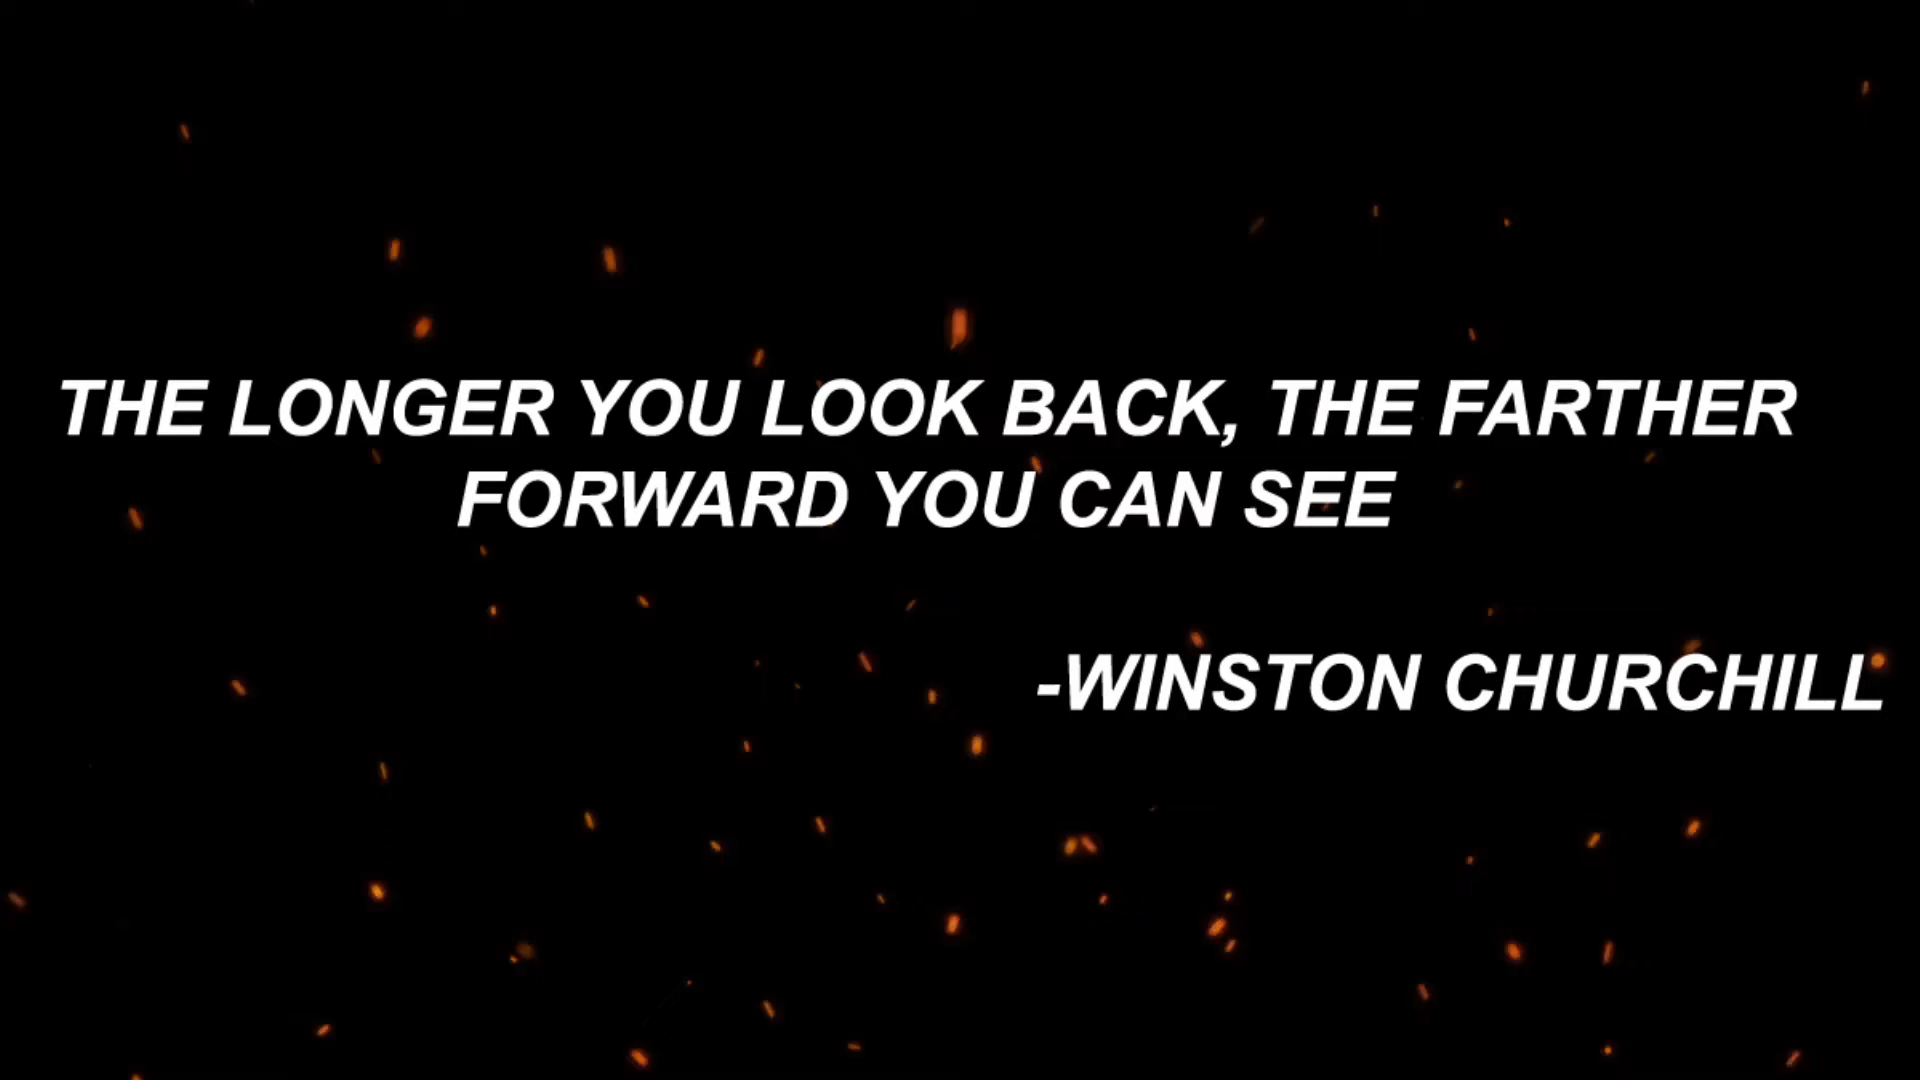 THE LONGER YOU LOOK BACK, THE FARTHER
FORWARD YOU CAN SEE
-WINSTON CHURCHILL